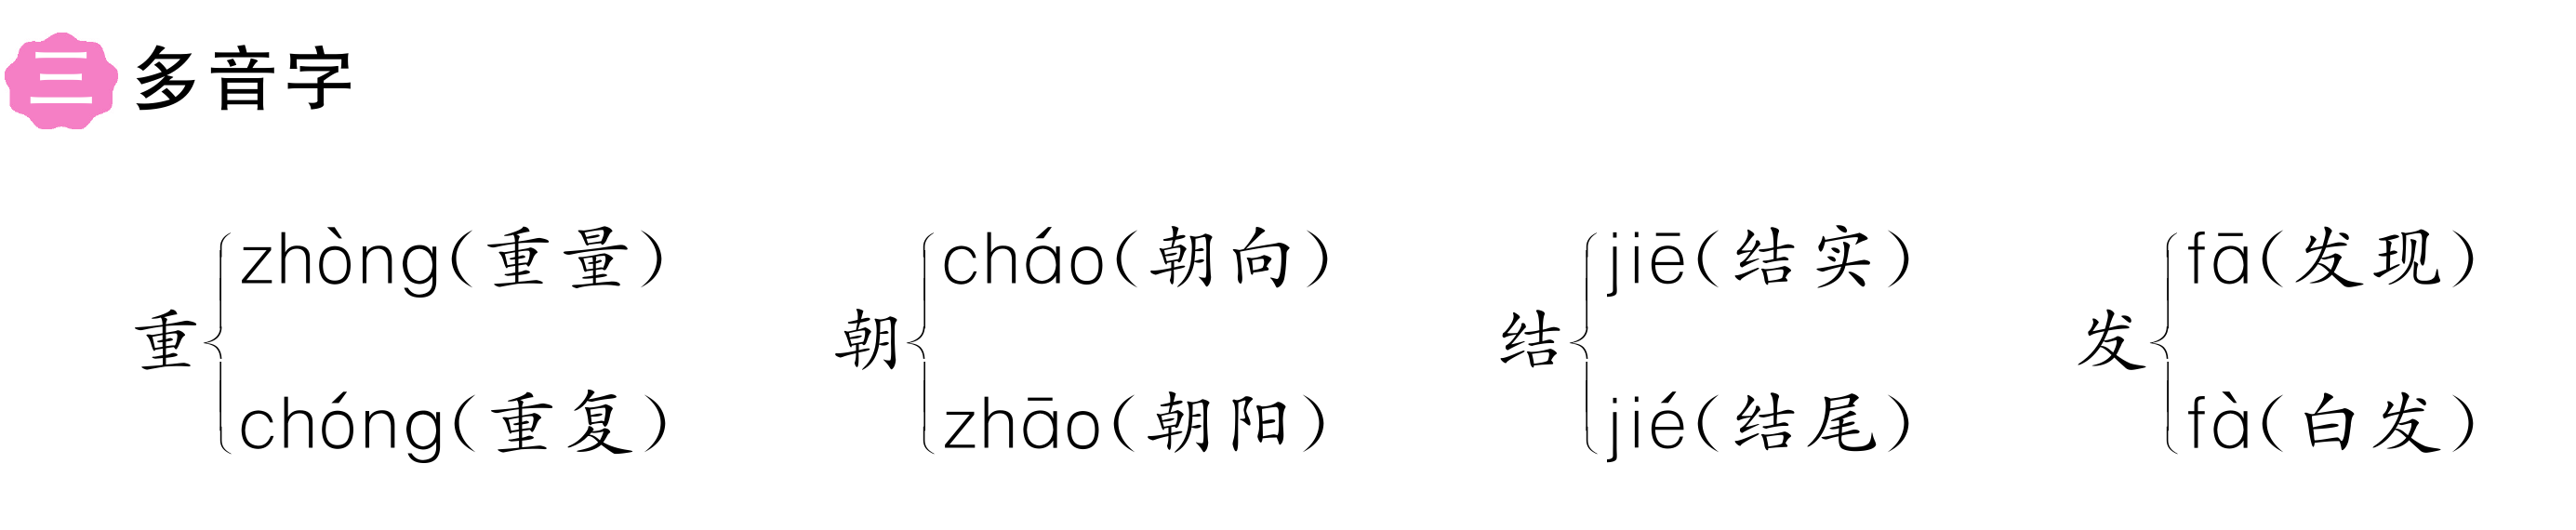 三 多音字
zhòng(重量) cháo(朝向) jiē(结实) fā(发现)
重 朝 结 发
chóng(重复) zhāo(朝阳) jié(结尾) fà(白发)